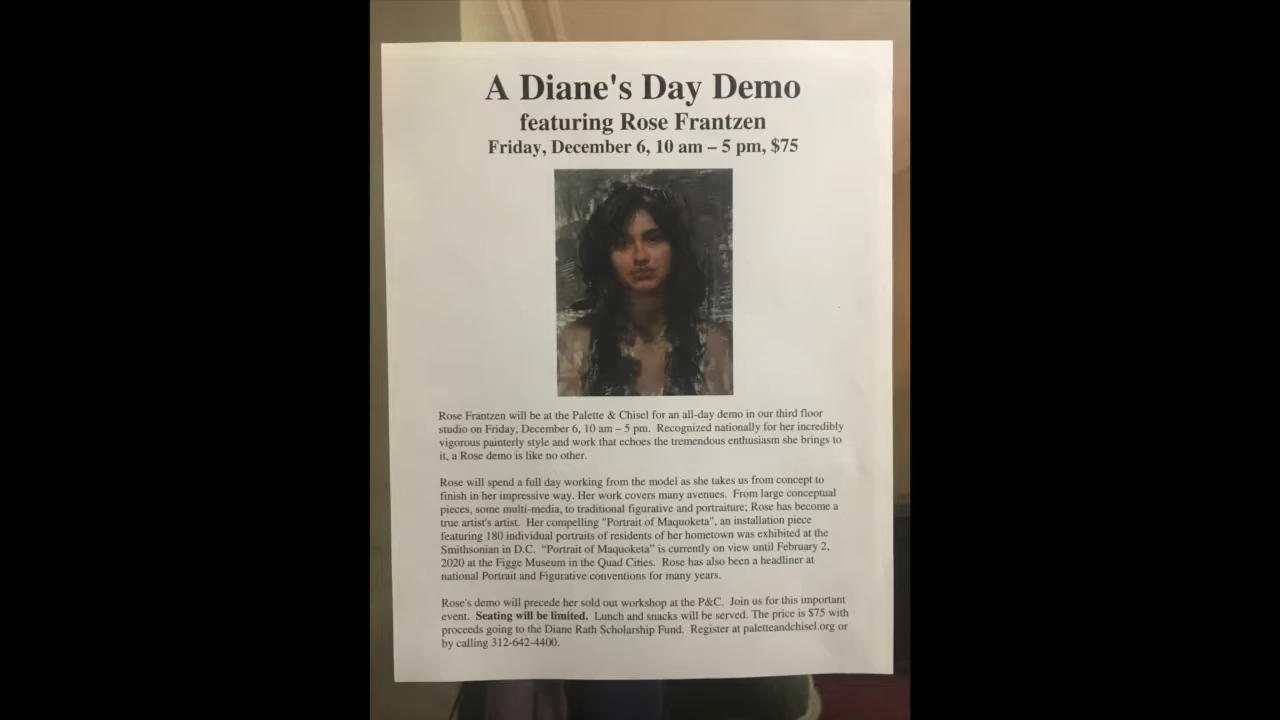 A Diane's Day Demo
featuring Rose Frantzen
Friday, December 6, 10 am – 5 pm, $75
Rose Frantzen will be at the Palette & Chisel for an all-day demo in our third floor
studio on Friday, December 6, 10 am – 5 pm.  Recognized nationally for her incredibly
vigorous painterly style and work that echoes the tremendous enthusiasm she brings to
it, a Rose demo is like no other.
Rose will spend a full day working from the model as she takes us from concept to
finish in her impressive way. Her work covers many avenues.  From large conceptual
pieces, some multi-media, to traditional figurative and portraiture; Rose has become a
true artist's artist.  Her compelling "Portrait of Maquoketa", an installation piece
featuring 180 individual portraits of residents of her hometown was exhibited at the
Smithsonian in D.C.  “Portrait of Maquoketa” is currently on view until February 2,
2020 at the Figge Museum in the Quad Cities.  Rose has also been a headliner at
national Portrait and Figurative conventions for many years.
Rose's demo will precede her sold out workshop at the P&C.  Join us for this important
event.  Seating will be limited.  Lunch and snacks will be served. The price is $75 with
proceeds going to the Diane Rath Scholarship Fund.  Register at paletteandchisel.org or
by calling 312-642-4400.